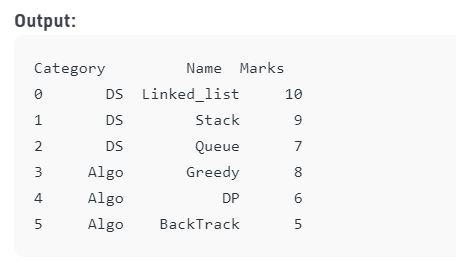 Output:
Category Name Marks
0 DS Linked_list 10
1 DS Stack 9
2 DS Queue 7
3 Algo Greedy 8
4 Algo DP 6
5 Algo BackTrack 5